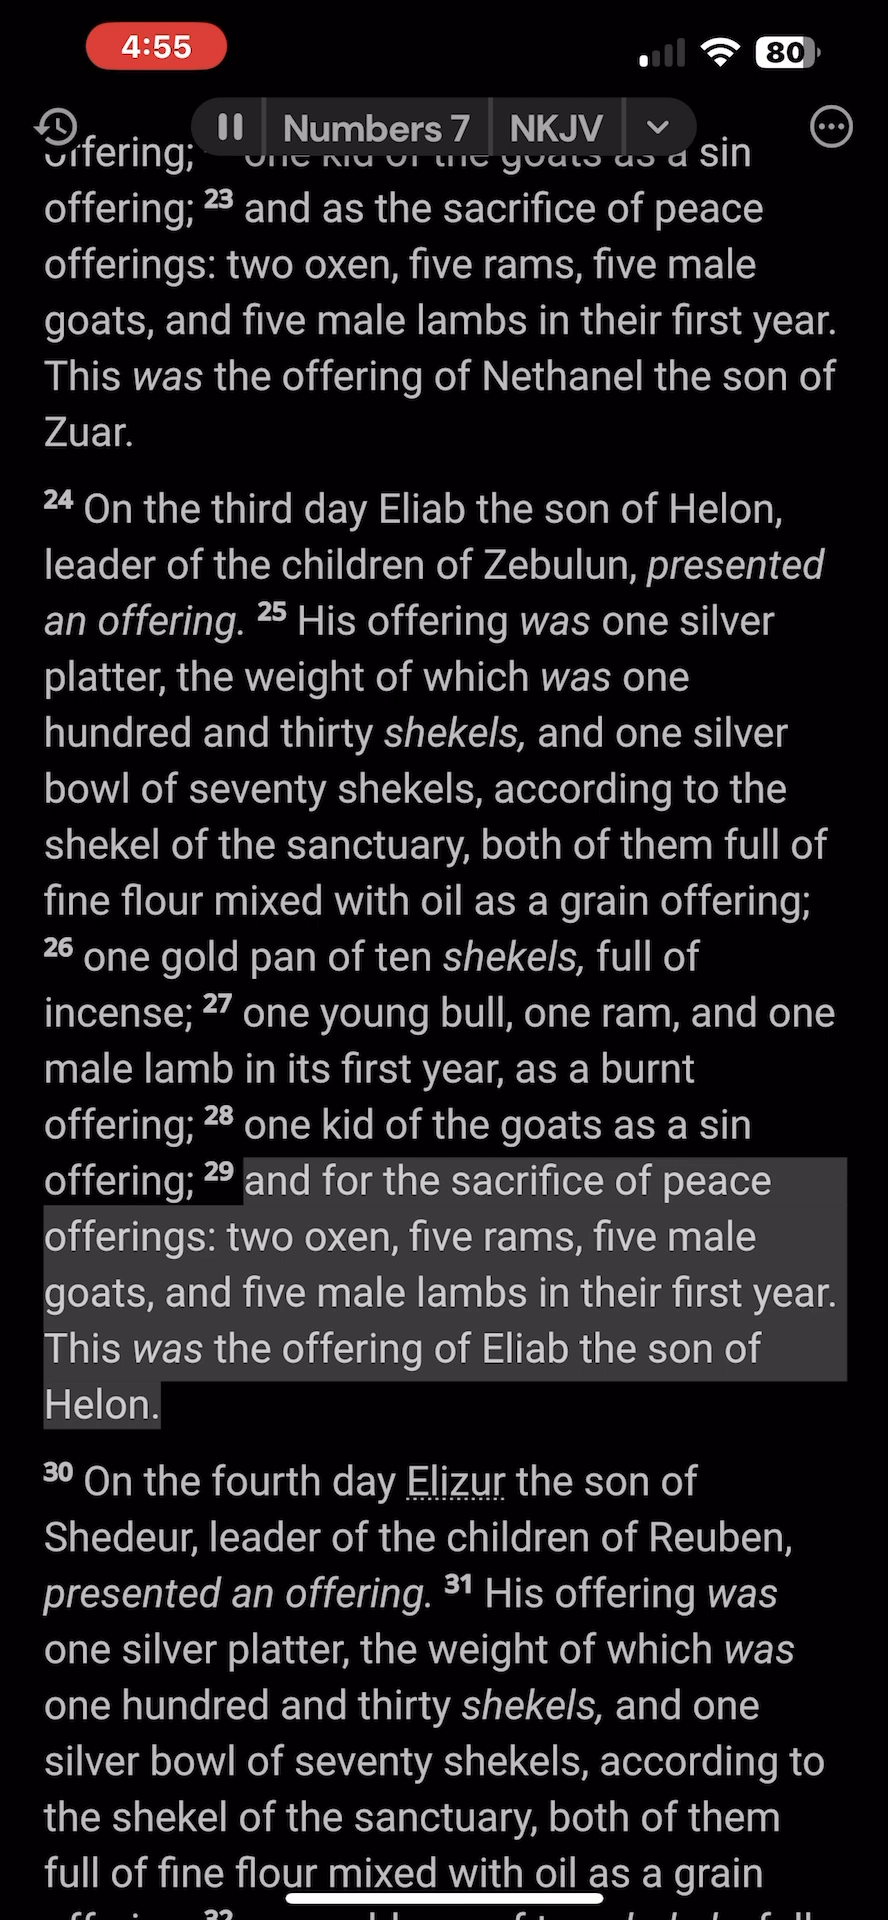 4:55
80
Numbers 7 NKJV
offering; one kid of the goats as a sin
offering; 23 and as the sacrifice of peace
offerings: two oxen, five rams, five male
goats, and five male lambs in their first year.
This was the offering of Nethanel the son of
Zuar.
24 On the third day Eliab the son of Helon,
leader of the children of Zebulun, presented
an offering. 25 His offering was one silver
platter, the weight of which was one
hundred and thirty shekels, and one silver
bowl of seventy shekels, according to the
shekel of the sanctuary, both of them full of
fine flour mixed with oil as a grain offering;
26 one gold pan of ten shekels, full of
incense; 27 one young bull, one ram, and one
male lamb in its first year, as a burnt
offering; 28 one kid of the goats as a sin
offering; 29 and for the sacrifice of peace
offerings: two oxen, five rams, five male
goats, and five male lambs in their first year.
This was the offering of Eliab the son of
Helon.
30 On the fourth day Elizur the son of
Shedeur, leader of the children of Reuben,
presented an offering. 31 His offering was
one silver platter, the weight of which was
one hundred and thirty shekels, and one
silver bowl of seventy shekels, according to
the shekel of the sanctuary, both of them
full of fine flour mixed with oil as a grain
32